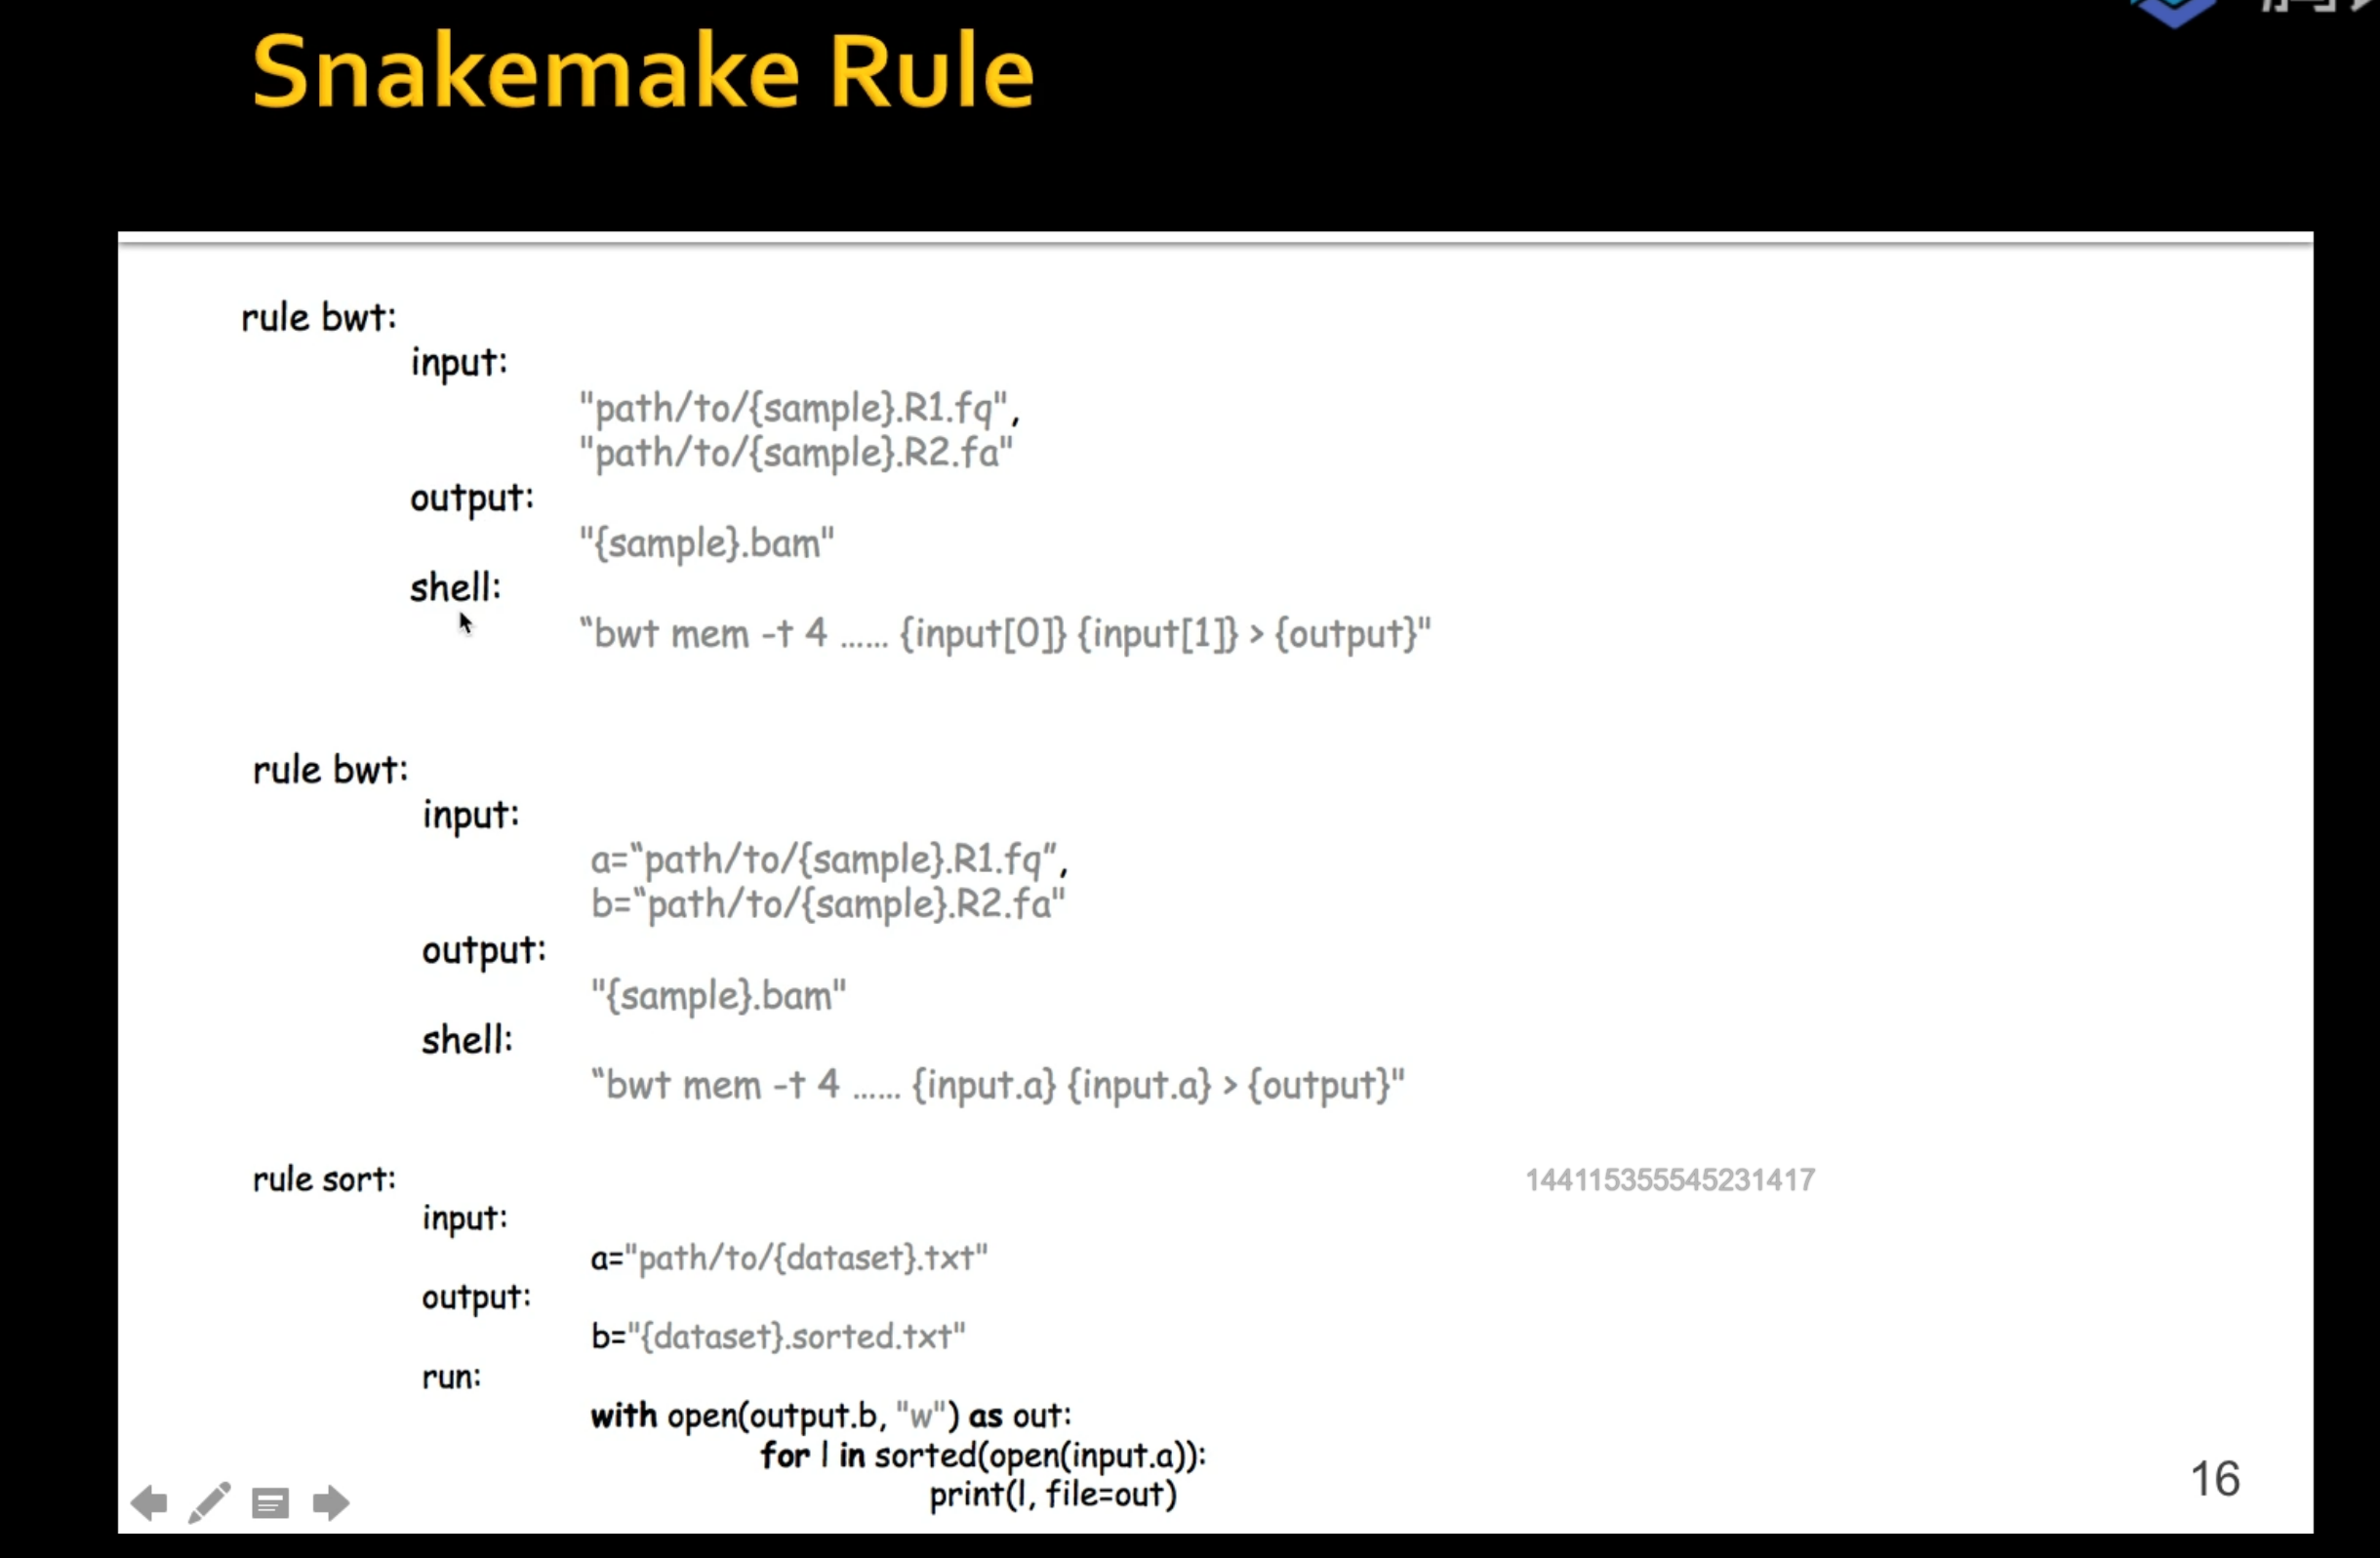 Snakemake Rule
rule bwt:
input:
"path/to/{sample}.R1.fq",
"path/to/{sample}.R2.fa"
output:
"{sample}.bam"
shell:
“bwt mem -t 4 ...... {input[0]} {input[1]} > {output}"
rule bwt:
input:
a=“path/to/{sample}.R1.fq”,
b=“path/to/{sample}.R2.fa"
output:
"{sample}.bam"
shell:
“bwt mem -t 4 ...... {input.a} {input.a} > {output}"
rule sort:
144115355545231417
input:
a="path/to/{dataset}.txt"
output:
b="{dataset}.sorted.txt"
run:
with open(output.b, "w") as out:
for l in sorted(open(input.a)):
print(l, file=out)
16